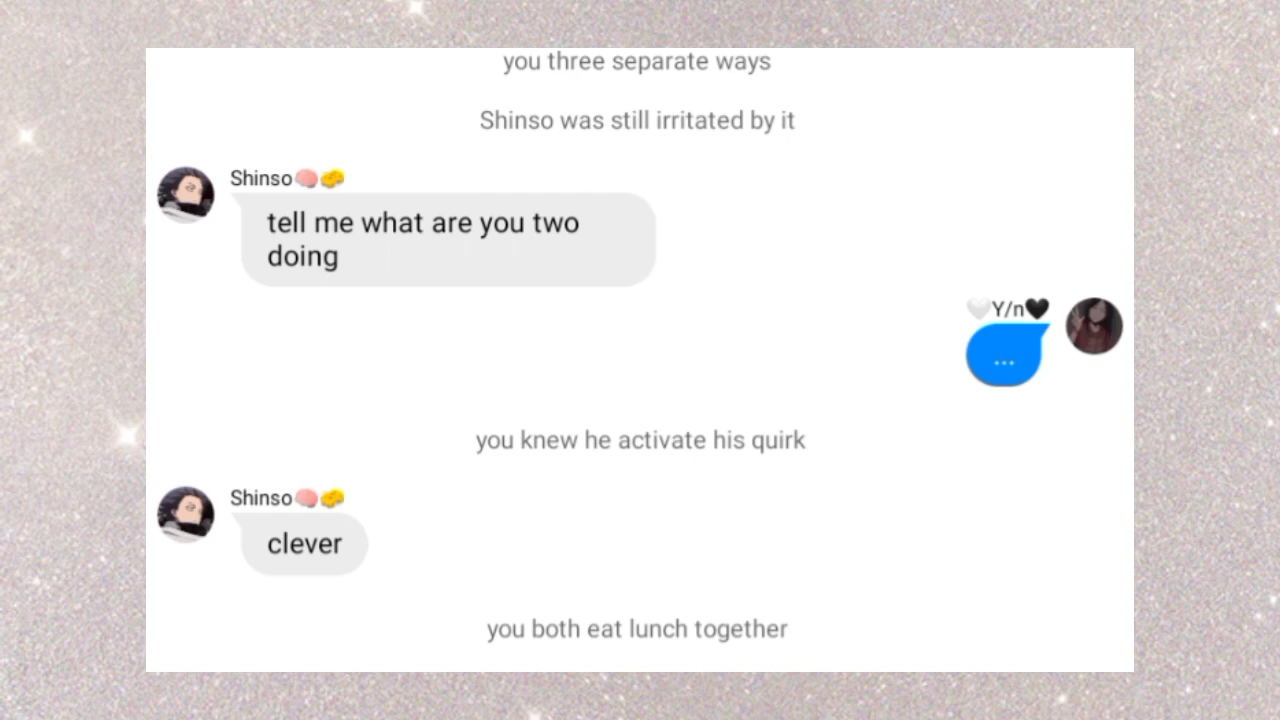 you three separate ways
Shinso was still irritated by it
Shinso🧠🧽
tell me what are you two
doing
🤍Y/n🖤
...
you knew he activate his quirk
Shinso🧠🧽
clever
you both eat lunch together